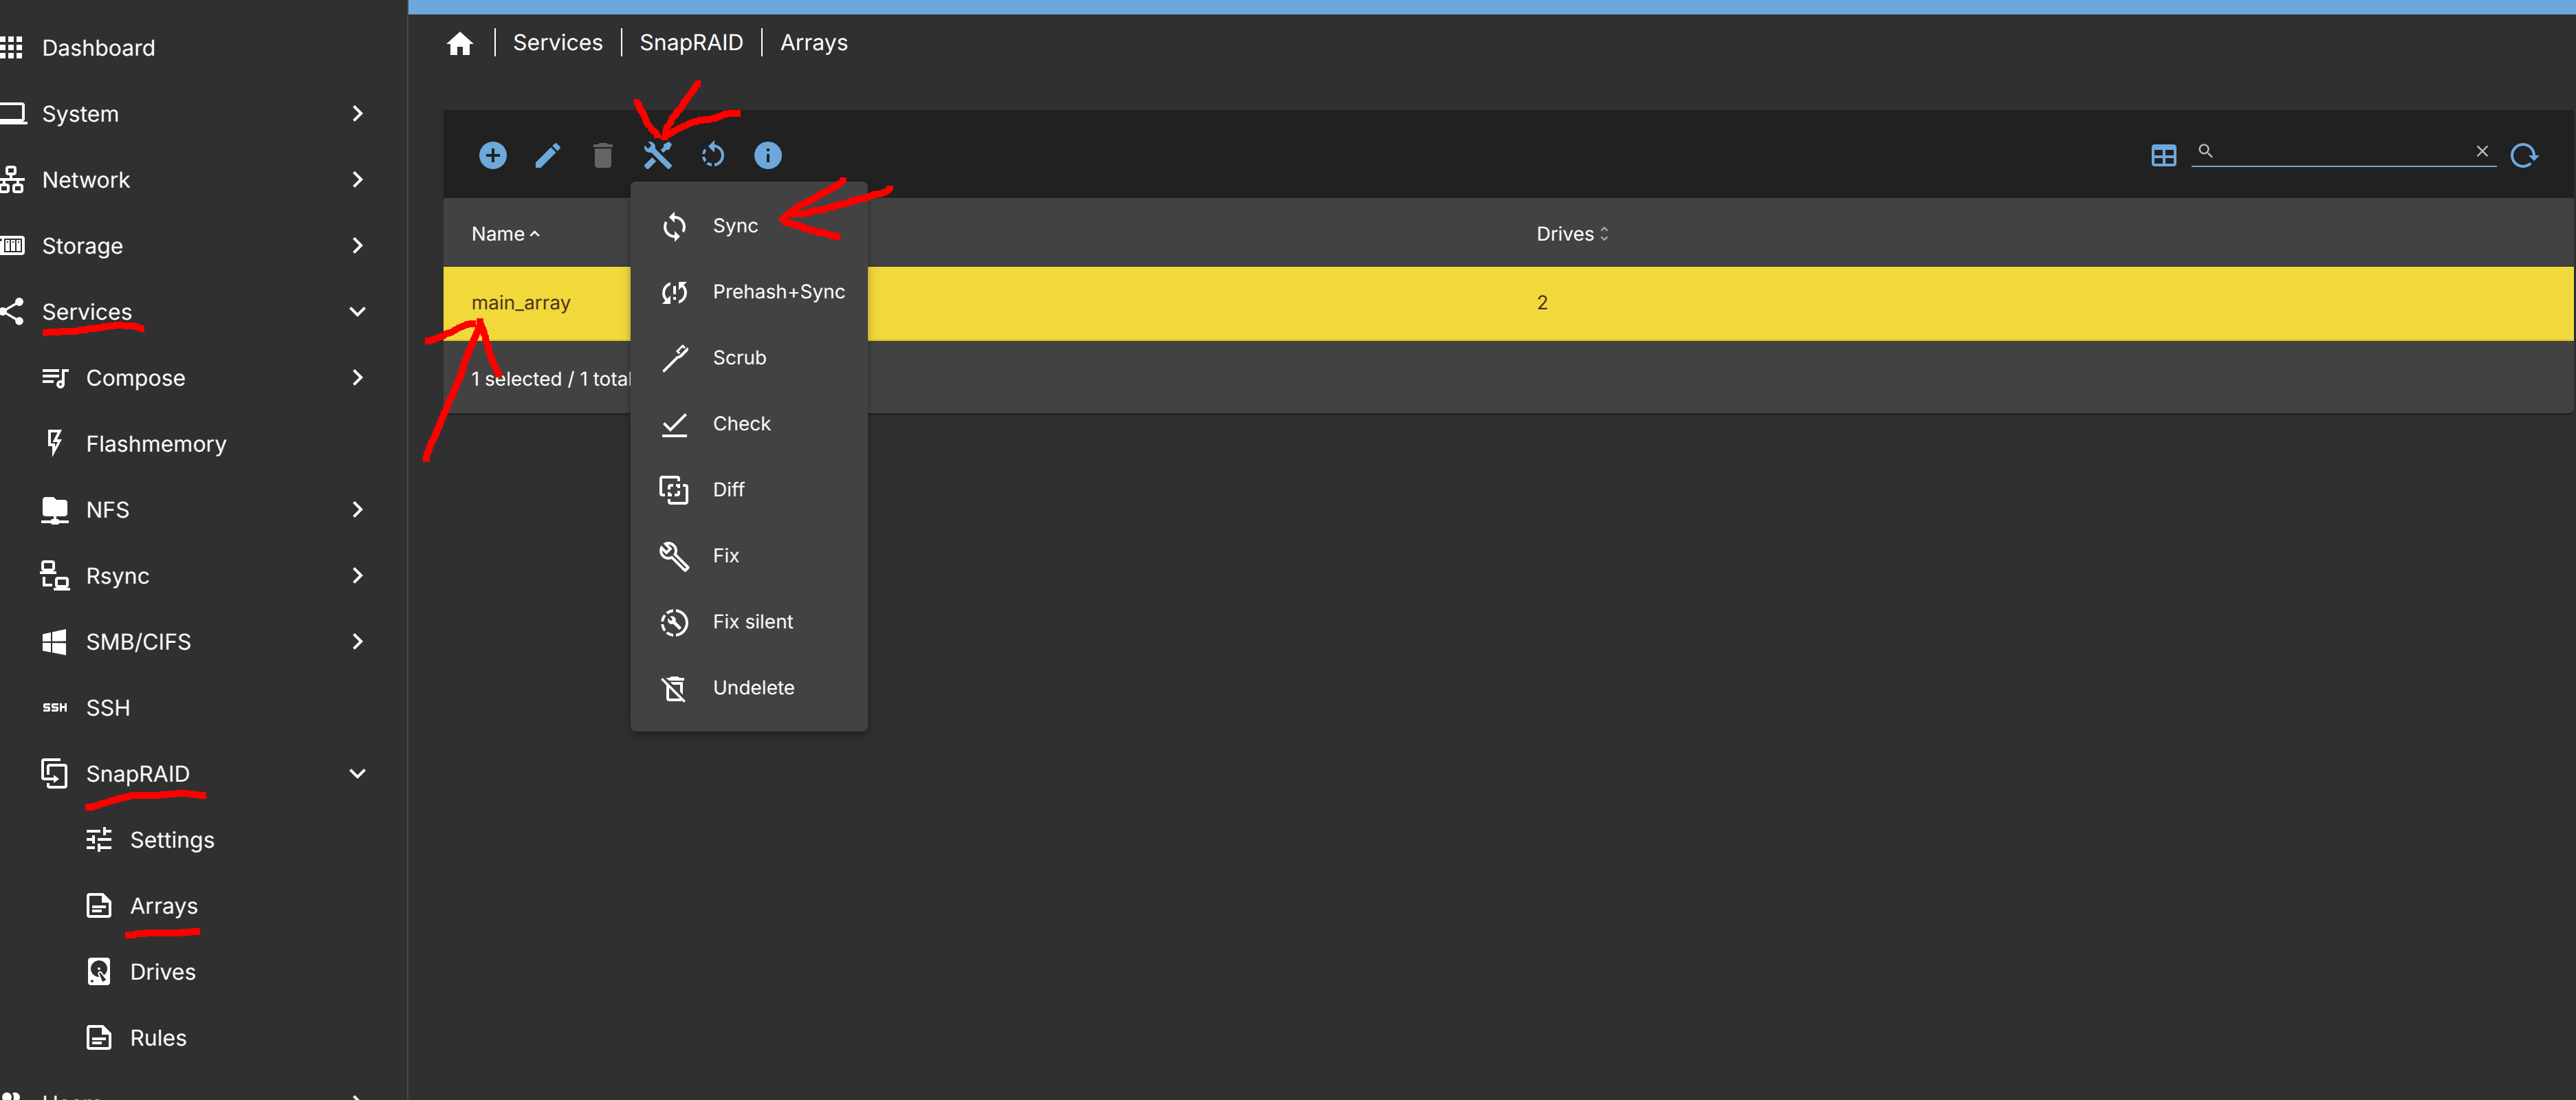 Dashboard
System
Network
Storage
Services
Compose
Flashmemory
NFS
Rsync
SMB/CIFS
SSH
SSH
SnapRAID
Settings
Arrays
Drives
Rules
Services | SnapRAID | Arrays
Name
Drives
main_array
2
1 selected / 1 total
Sync
Prehash+Sync
Scrub
Check
Diff
Fix
Fix silent
Undelete